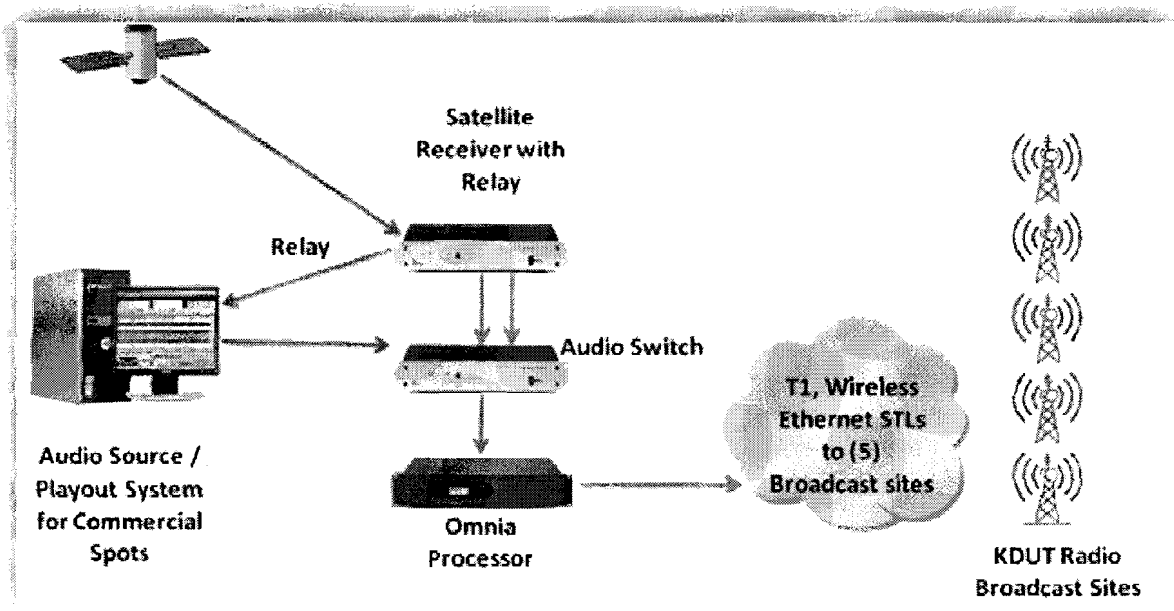 Satellite
Receiver with
Relay
Relay
Audio Switch
Audio Source /
Playout System
for Commercial
Spots
Omnia
Processor
T1, Wireless
Ethernet STLs
to (5)
Broadcast sites
KDUT Radio
Broadcast Sites